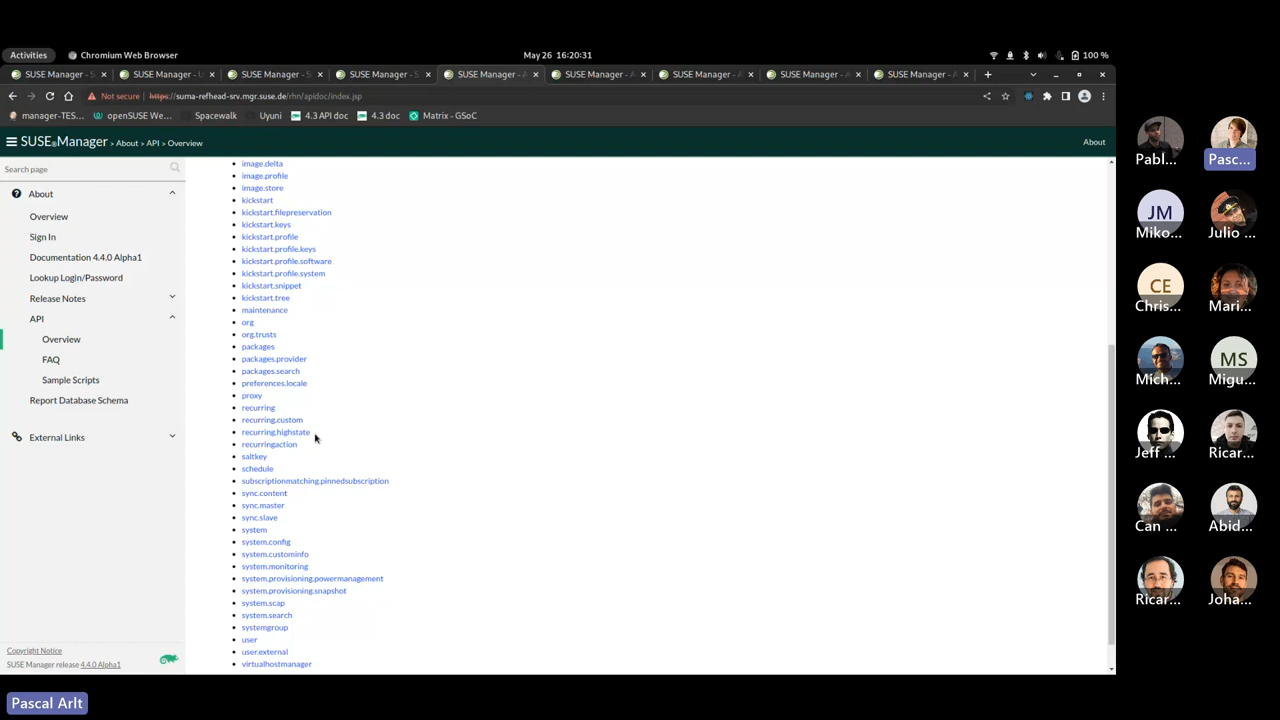 Activities
Chromium Web Browser
May 26 16:20:31
100 %
SUSE Manager - S
SUSE Manager - U
SUSE Manager - S
SUSE Manager - S
SUSE Manager - A
SUSE Manager - A
SUSE Manager - A
SUSE Manager - A
SUSE Manager - A
Not secure
https://suma-refhead-srv.mgr.suse.de/rhn/apidoc/index.jsp
manager-TES...
openSUSE We...
Spacewalk
Uyuni
4.3 API doc
4.3 doc
Matrix - GSoC
SUSE Manager > About > API > Overview
About
Search page
About
Overview
Sign In
Documentation 4.4.0 Alpha1
Lookup Login/Password
Release Notes
API
Overview
FAQ
Sample Scripts
Report Database Schema
External Links
Copyright Notice
SUSE Manager release 4.4.0 Alpha1
image.delta
image.profile
image.store
kickstart
kickstart.filepreservation
kickstart.keys
kickstart.profile
kickstart.profile.keys
kickstart.profile.software
kickstart.profile.system
kickstart.snippet
kickstart.tree
maintenance
org
org.trusts
packages
packages.provider
packages.search
preferences.locale
proxy
recurring
recurring.custom
recurring.highstate
recurringaction
saltkey
schedule
subscriptionmatching.pinnedsubscription
sync.content
sync.master
sync.slave
system
system.config
system.custominfo
system.monitoring
system.provisioning.powermanagement
system.provisioning.snapshot
system.scap
system.search
systemgroup
user
user.external
virtualhostmanager
Pabl...
Pasc...
JM
Miko...
Julio ...
CE
Chris...
Mari...
Mich...
MS
Migu...
Jeff ...
Ricar...
Can ...
Abid...
Ricar...
Joha...
Pascal Arlt